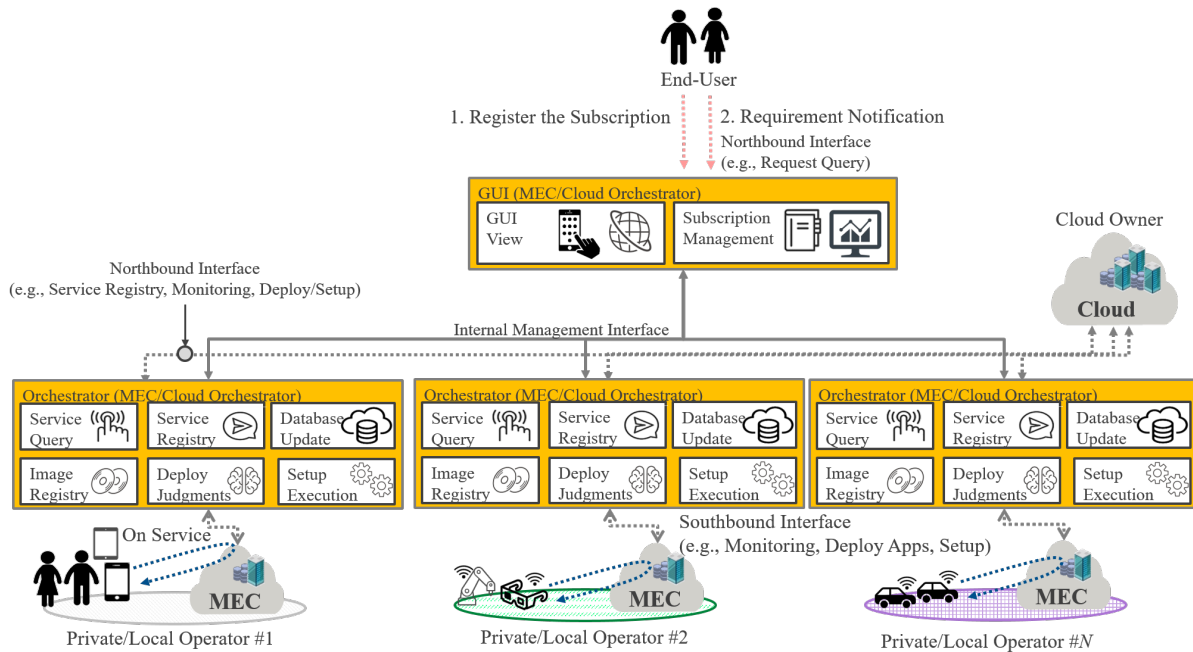 End-User
1. Register the Subscription
2. Requirement Notification
Northbound Interface
(e.g., Request Query)
GUI (MEC/Cloud Orchestrator)
GUI
View
Subscription
Management
Cloud Owner
Cloud
Northbound Interface
(e.g., Service Registry, Monitoring, Deploy/Setup)
Internal Management Interface
Orchestrator (MEC/Cloud Orchestrator)
Service
Query
Service
Registry
Database
Update
Image
Registry
Deploy
Judgments
Setup
Execution
Orchestrator (MEC/Cloud Orchestrator)
Service
Query
Service
Registry
Database
Update
Image
Registry
Deploy
Judgments
Setup
Execution
Orchestrator (MEC/Cloud Orchestrator)
Service
Query
Service
Registry
Database
Update
Image
Registry
Deploy
Judgments
Setup
Execution
On Service
MEC
Private/Local Operator #1
Southbound Interface
(e.g., Monitoring, Deploy Apps, Setup)
MEC
Private/Local Operator #2
MEC
Private/Local Operator #N